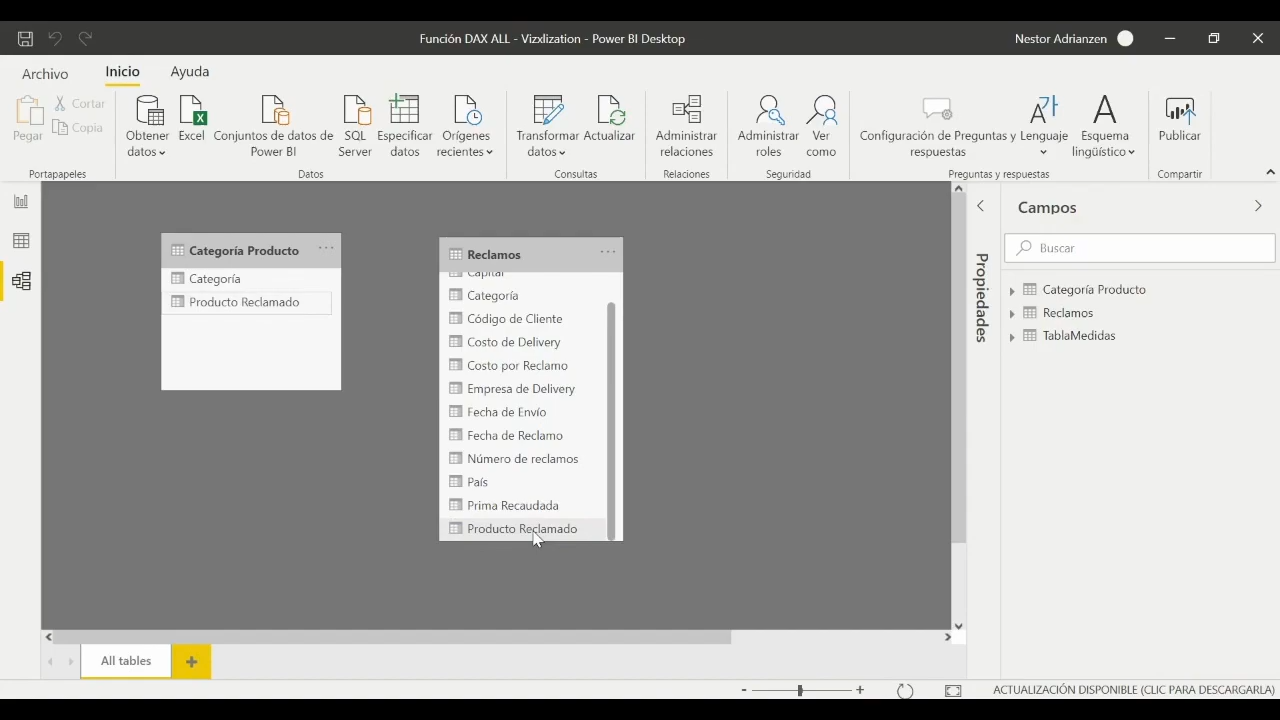 Función DAX ALL - Vizxlization - Power BI Desktop
Nestor Adrianzen
Archivo
Inicio
Ayuda
Pegar
Cortar
Copia
Portapapeles
Obtener datos
Excel
Conjuntos de datos de Power BI
SQL Server
Especificar datos
Orígenes recientes
Datos
Transformar datos
Actualizar
Consultas
Administrar relaciones
Relaciones
Administrar roles
Ver como
Seguridad
Configuración de Preguntas y respuestas
Lenguaje
Esquema lingüístico
Preguntas y respuestas
Publicar
Compartir
Categoría Producto
Categoría
Producto Reclamado
Reclamos
Capital
Categoría
Código de Cliente
Costo de Delivery
Costo por Reclamo
Empresa de Delivery
Fecha de Envío
Fecha de Reclamo
Número de reclamos
País
Prima Recaudada
Producto Reclamado
Propiedades
Campos
Buscar
Categoría Producto
Reclamos
TablaMedidas
All tables
ACTUALIZACIÓN DISPONIBLE (CLIC PARA DESCARGARLA)